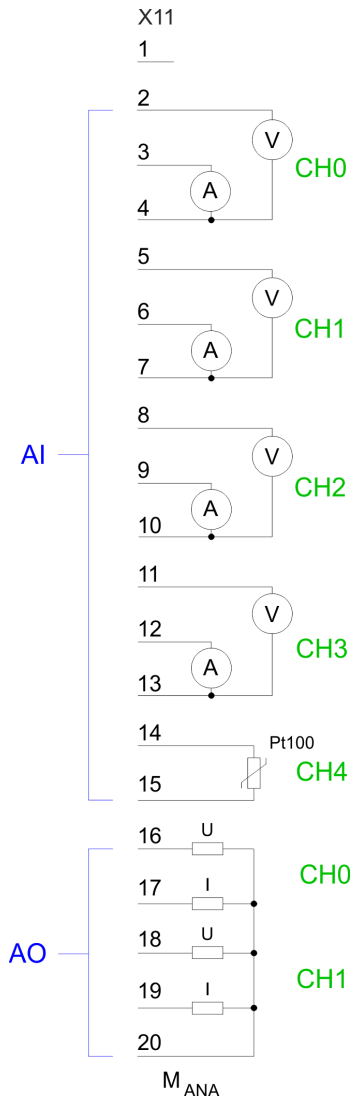 X11
1
2
V
3
CH0
A
4
5
V
6
CH1
A
7
8
V
AI
9
CH2
A
10
11
V
12
CH3
A
13
14
Pt100
CH4
15
16 U
CH0
17 I
18 U
AO
CH1
19 I
20
M ANA